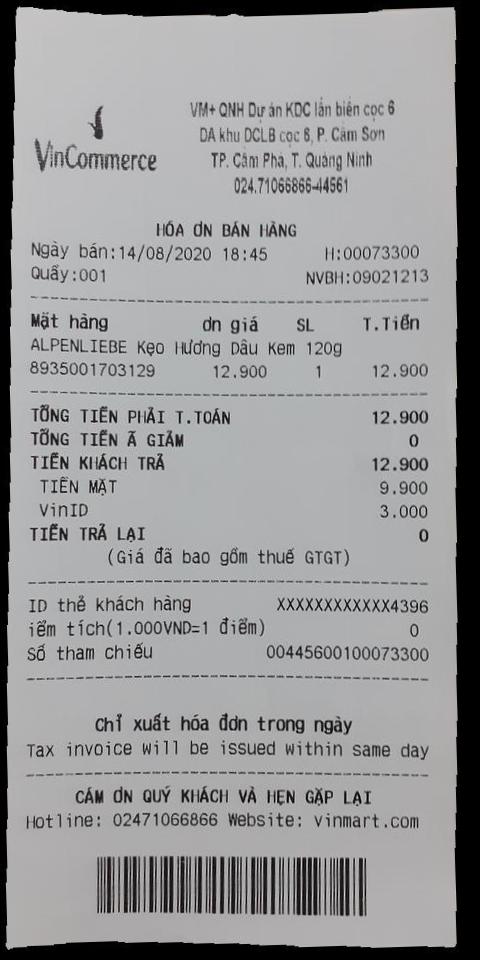 VinCommerce
VM+ QNH Dự án KDC lấn biển cọc 6
DA khu DCLB cọc 6, P. Cẩm Sơn
TP. Cẩm Phả, T. Quảng Ninh
024.71066866-44561
HÓA ƠN BÁN HÀNG
Ngày bán:14/08/2020 18:45 H:00073300
Quầy:001 NVBH:09021213
Mặt hàng ơn giá SL T.Tiền
ALPENLIEBE Kẹo Hương Dâu Kem 120g
8935001703129 12.900 1 12.900
TỔNG TIỀN PHẢI T.TOÁN 12.900
TỔNG TIỀN Ã GIẢM 0
TIỀN KHÁCH TRẢ 12.900
TIỀN MẶT 9.900
VinID 3.000
TIỀN TRẢ LẠI 0
(Giá đã bao gồm thuế GTGT)
ID thẻ khách hàng XXXXXXXXXXXX4396
iểm tích(1.000VND=1 điểm) 0
Số tham chiếu 00445600100073300
Chỉ xuất hóa đơn trong ngày
Tax invoice will be issued within same day
CÁM ƠN QUÝ KHÁCH VÀ HẸN GẶP LẠI
Hotline: 02471066866 Website: vinmart.com